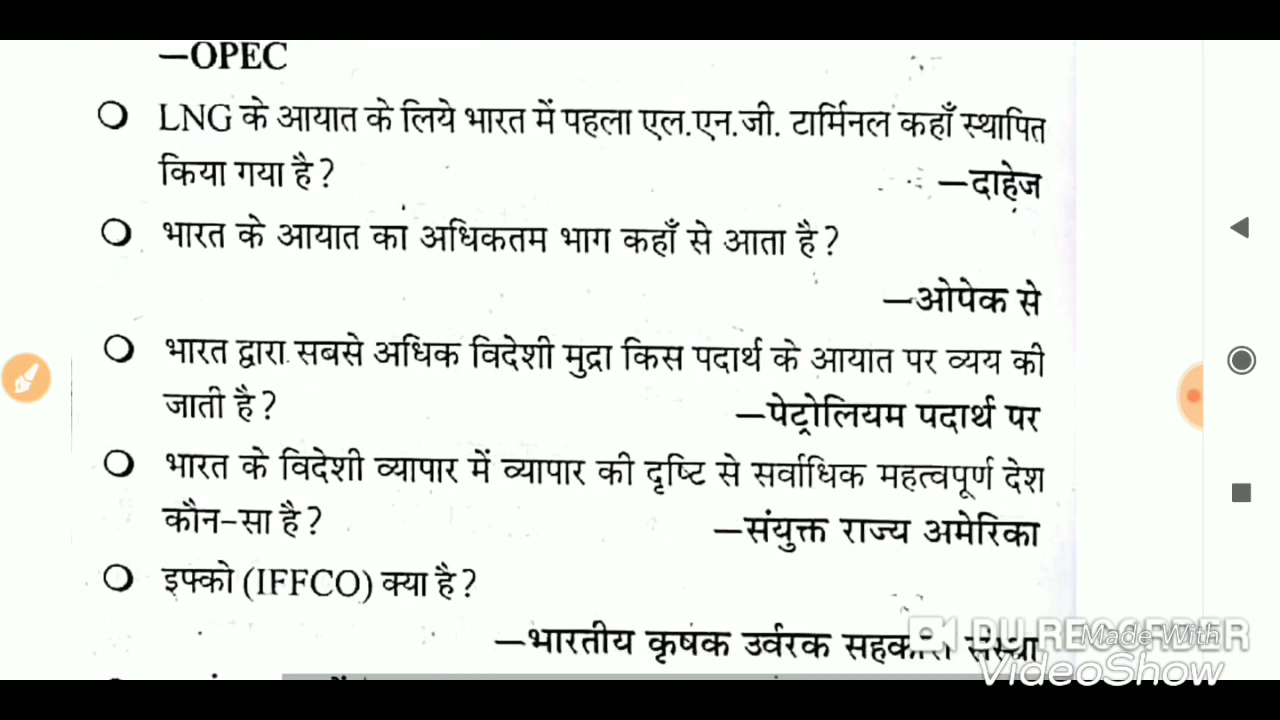 —OPEC
LNG के आयात के लिये भारत में पहला एल.एन.जी. टार्मिनल कहाँ स्थापित
किया गया है? —दाहेज
भारत के आयात का अधिकतम भाग कहाँ से आता है?
—ओपेक से
भारत द्वारा सबसे अधिक विदेशी मुद्रा किस पदार्थ के आयात पर व्यय की
जाती है? —पेट्रोलियम पदार्थ पर
भारत के विदेशी व्यापार में व्यापार की दृष्टि से सर्वाधिक महत्वपूर्ण देश
कौन-सा है? —संयुक्त राज्य अमेरिका
इफ्को (IFFCO) क्या है?
—भारतीय कृषक उर्वरक सहकारी संस्था
DU RECORDER
Made With
VideoShow